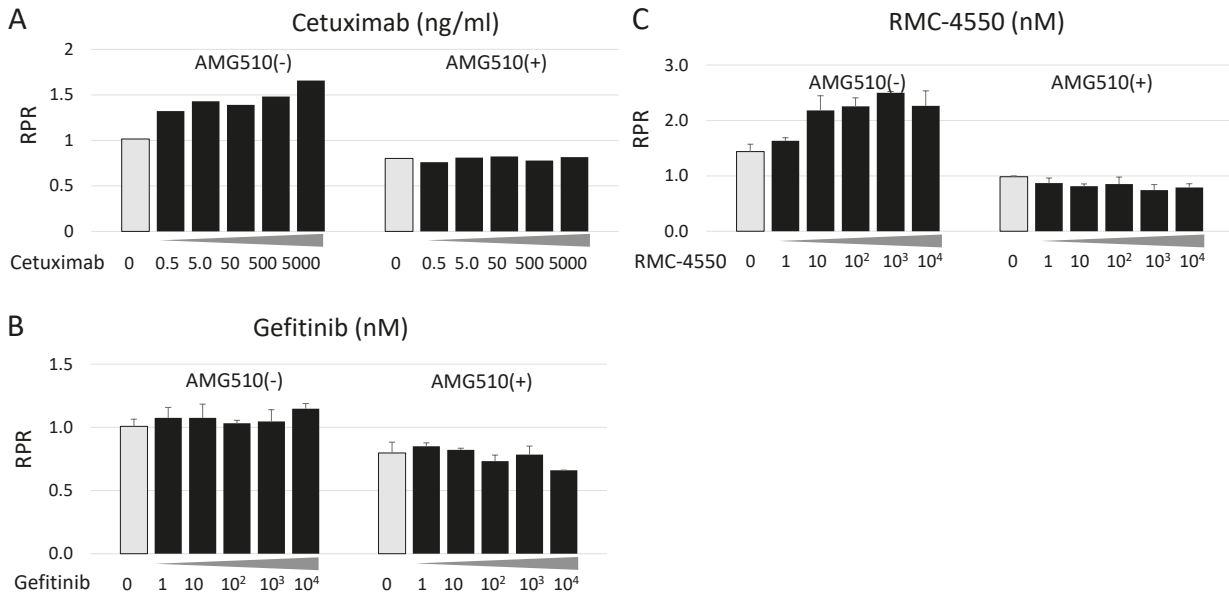 A
Cetuximab (ng/ml)
2
1.5
1
0.5
0
RPR
AMG510(-)
AMG510(+)
Cetuximab
0 0.5 5.0 50 500 5000
0 0.5 5.0 50 500 5000
B
Gefitinib (nM)
1.5
1.0
0.5
0.0
RPR
AMG510(-)
AMG510(+)
Gefitinib
0 1 10 10² 10³ 10⁴
0 1 10 10² 10³ 10⁴
C
RMC-4550 (nM)
3.0
2.0
1.0
0.0
RPR
AMG510(-)
AMG510(+)
RMC-4550
0 1 10 10² 10³ 10⁴
0 1 10 10² 10³ 10⁴